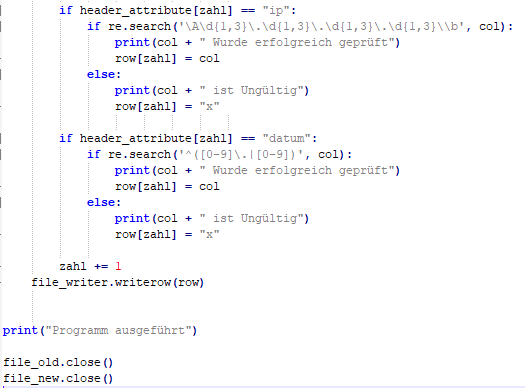 if header_attribute[zahl] == "ip":
if re.search('\A\d{1,3}\.\d{1,3}\.\d{1,3}\.\d{1,3}\\b', col):
print(col + " Wurde erfolgreich geprüft")
row[zahl] = col
else:
print(col + " ist Ungültig")
row[zahl] = "x"
if header_attribute[zahl] == "datum":
if re.search('^([0-9]\.|[0-9])', col):
print(col + " Wurde erfolgreich geprüft")
row[zahl] = col
else:
print(col + " ist Ungültig")
row[zahl] = "x"
zahl += 1
file_writer.writerow(row)
print("Programm ausgeführt")
file_old.close()
file_new.close()